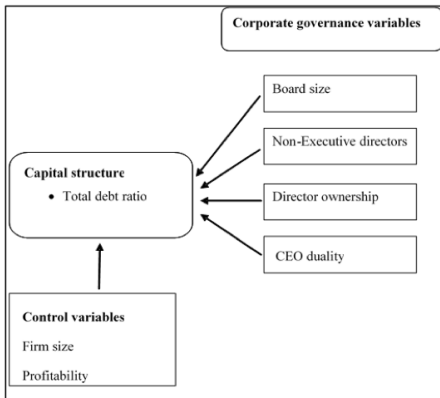 Corporate governance variables
Board size
Non-Executive directors
Capital structure
• Total debt ratio
Director ownership
CEO duality
Control variables
Firm size
Profitability